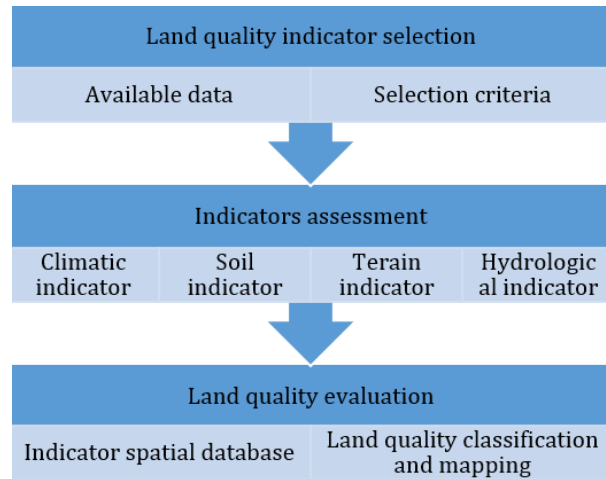 Land quality indicator selection
Available data
Selection criteria
Indicators assessment
Climatic
indicator
Soil
indicator
Terain
indicator
Hydrologic
al indicator
Land quality evaluation
Indicator spatial database
Land quality classification
and mapping